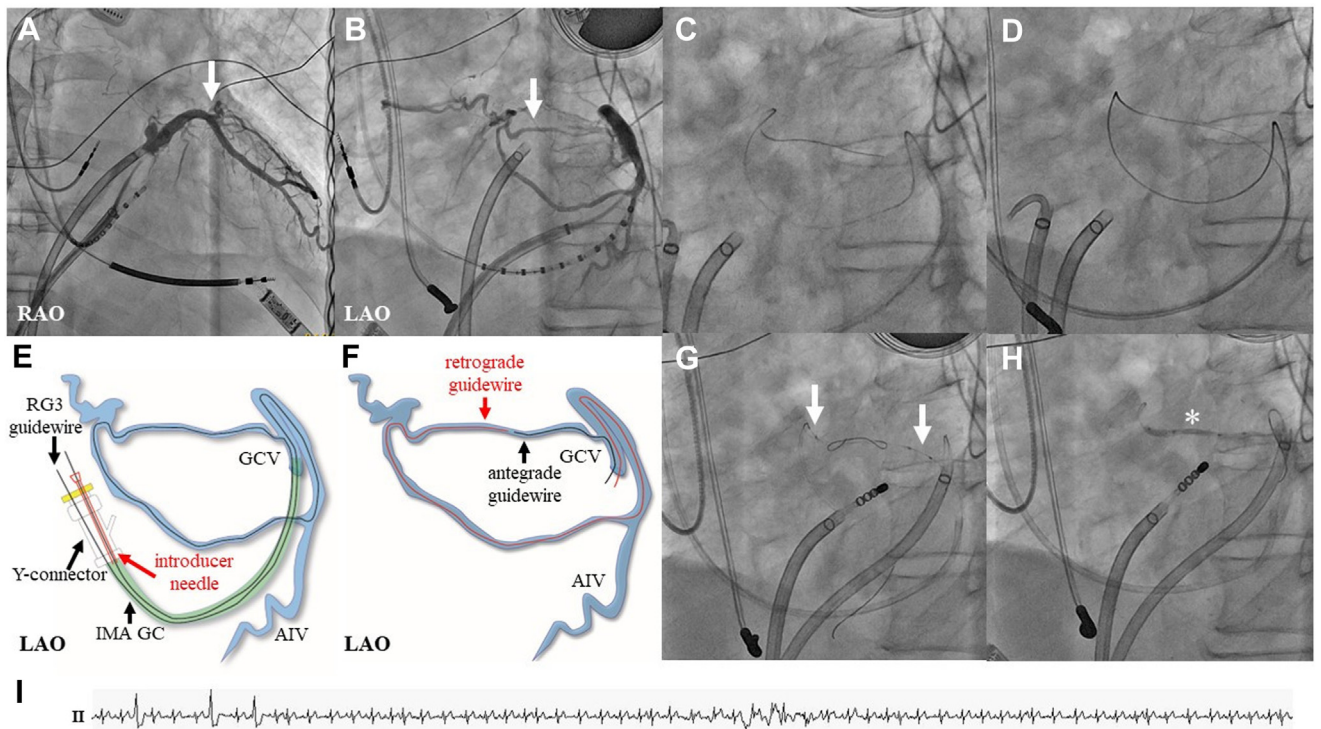 A
B
C
D
RAO
LAO
E
F
G
H
RG3
guidewire
GCV
Y-connector
introducer
needle
IMA GC
AIV
LAO
retrograde
guidewire
GCV
antegrade
guidewire
AIV
LAO
*
I
II